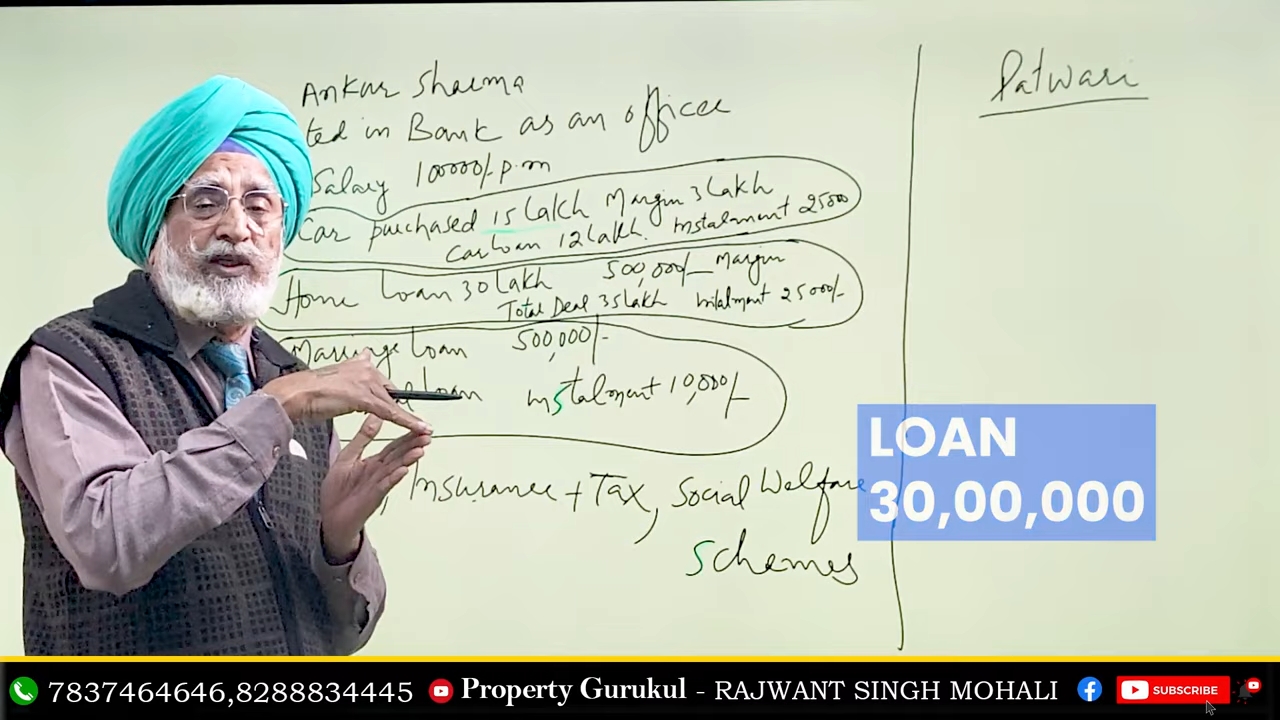 Ankur Sharma
ted in Bank as an officer
Salary 100000/- p.m
Car purchased 15 Lakh Margin 3 Lakh
Car Loan 12 Lakh. Instalment 25000
Home Loan 30 Lakh 500,000/- Margin
Total Deal 35 Lakh Instalment 25000/-
Marriage Loan 500,000/-
Loan Instalment 10,000/-
Insurance + Tax, Social Welfare
Schemes
Patwari
LOAN
30,00,000
7837464646,8288834445 Property Gurukul - RAJWANT SINGH MOHALI SUBSCRIBE